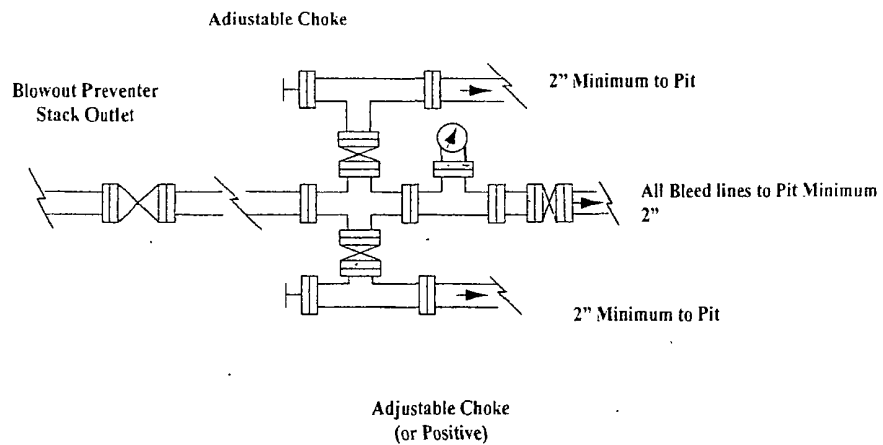 Adjustable Choke
2” Minimum to Pit
Blowout Preventer
Stack Outlet
All Bleed lines to Pit Minimum
2”
2” Minimum to Pit
Adjustable Choke
(or Positive)